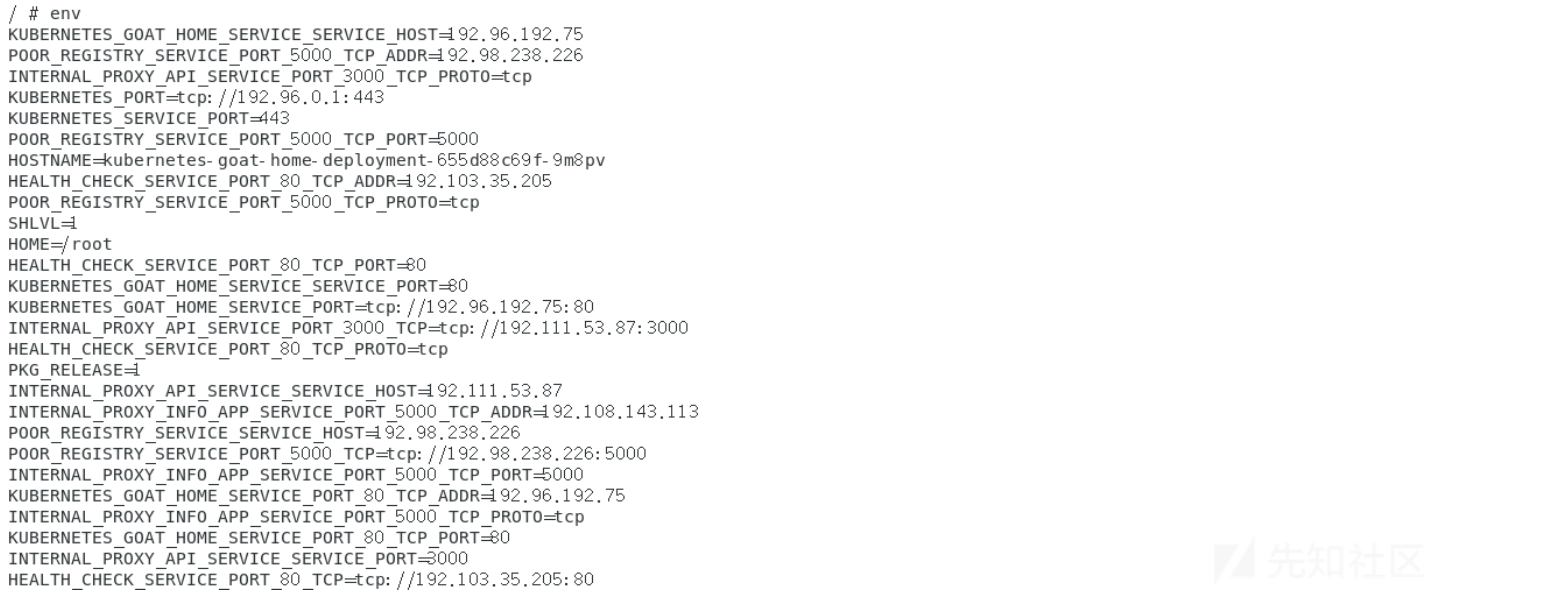 / # env
KUBERNETES_GOAT_HOME_SERVICE_SERVICE_HOST=192.96.192.75
POOR_REGISTRY_SERVICE_PORT_5000_TCP_ADDR=192.98.238.226
INTERNAL_PROXY_API_SERVICE_PORT_3000_TCP_PROTO=tcp
KUBERNETES_PORT=tcp://192.96.0.1:443
KUBERNETES_SERVICE_PORT=443
POOR_REGISTRY_SERVICE_PORT_5000_TCP_PORT=5000
HOSTNAME=kubernetes-goat-home-deployment-655d88c69f-9m8pv
HEALTH_CHECK_SERVICE_PORT_80_TCP_ADDR=192.103.35.205
POOR_REGISTRY_SERVICE_PORT_5000_TCP_PROTO=tcp
SHLVL=1
HOME=/root
HEALTH_CHECK_SERVICE_PORT_80_TCP_PORT=80
KUBERNETES_GOAT_HOME_SERVICE_SERVICE_PORT=80
KUBERNETES_GOAT_HOME_SERVICE_PORT=tcp://192.96.192.75:80
INTERNAL_PROXY_API_SERVICE_PORT_3000_TCP=tcp://192.111.53.87:3000
HEALTH_CHECK_SERVICE_PORT_80_TCP_PROTO=tcp
PKG_RELEASE=1
INTERNAL_PROXY_API_SERVICE_SERVICE_HOST=192.111.53.87
INTERNAL_PROXY_INFO_APP_SERVICE_PORT_5000_TCP_ADDR=192.108.143.113
POOR_REGISTRY_SERVICE_SERVICE_HOST=192.98.238.226
POOR_REGISTRY_SERVICE_PORT_5000_TCP=tcp://192.98.238.226:5000
INTERNAL_PROXY_INFO_APP_SERVICE_PORT_5000_TCP_PORT=5000
KUBERNETES_GOAT_HOME_SERVICE_PORT_80_TCP_ADDR=192.96.192.75
INTERNAL_PROXY_INFO_APP_SERVICE_PORT_5000_TCP_PROTO=tcp
KUBERNETES_GOAT_HOME_SERVICE_PORT_80_TCP_PORT=80
INTERNAL_PROXY_API_SERVICE_SERVICE_PORT=3000
HEALTH_CHECK_SERVICE_PORT_80_TCP=tcp://192.103.35.205:80
先知社区